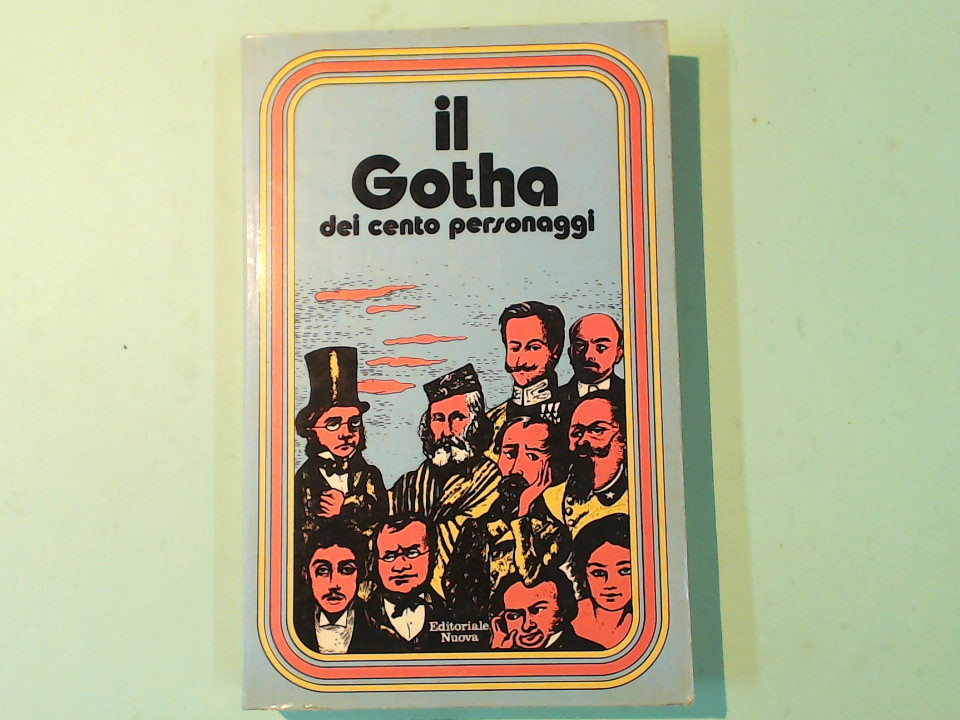 il
Gotha
dei cento personaggi
Editoriale
Nuova